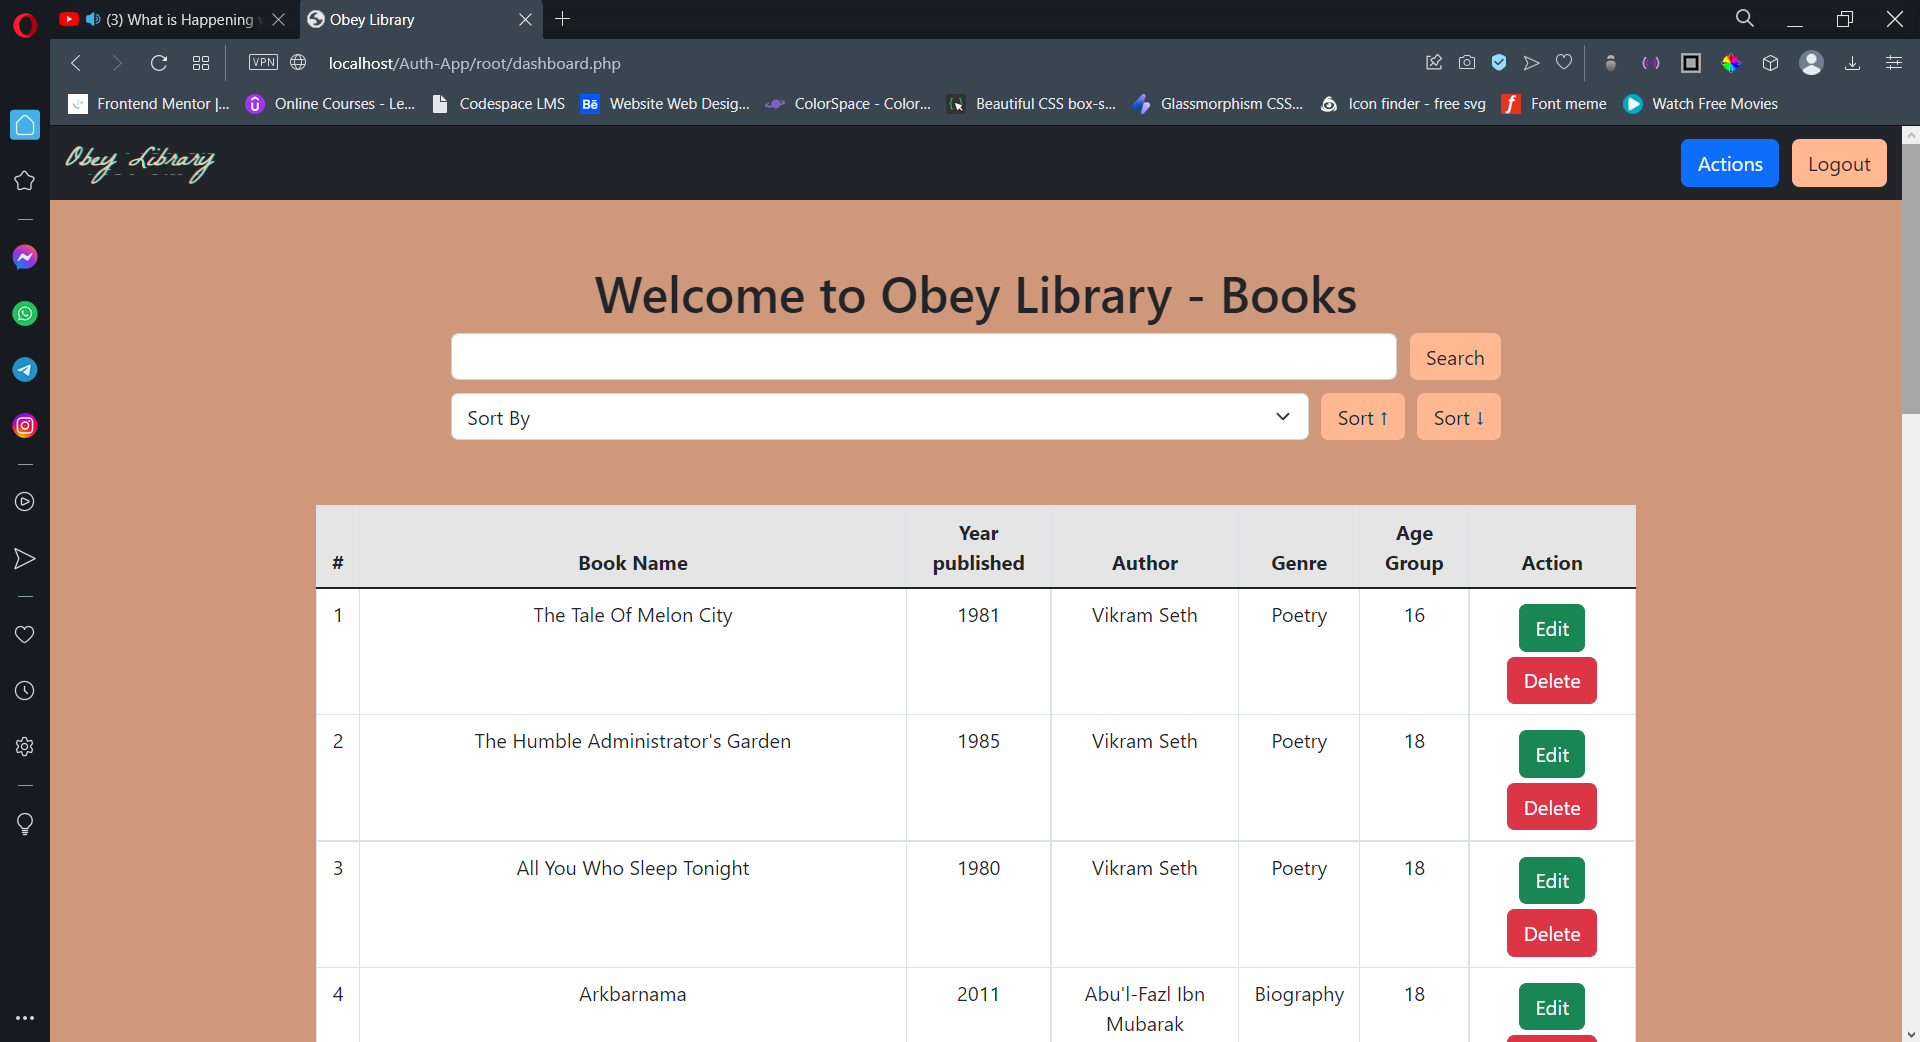 (3) What is Happening
Obey Library
VPN
localhost/Auth-App/root/dashboard.php
Frontend Mentor |...
Online Courses - Le...
Codespace LMS
Bē Website Web Desig...
ColorSpace - Color...
Beautiful CSS box-s...
Glassmorphism CSS...
Icon finder - free svg
Font meme
Watch Free Movies
Obey Library
Actions
Logout
Welcome to Obey Library - Books
Search
Sort By
Sort ↑
Sort ↓
# Book Name Year published Author Genre Age Group Action
1 The Tale Of Melon City 1981 Vikram Seth Poetry 16 Edit
Delete
2 The Humble Administrator's Garden 1985 Vikram Seth Poetry 18 Edit
Delete
3 All You Who Sleep Tonight 1980 Vikram Seth Poetry 18 Edit
Delete
4 Arkbarnama 2011 Abu'l-Fazl Ibn Mubarak Biography 18 Edit